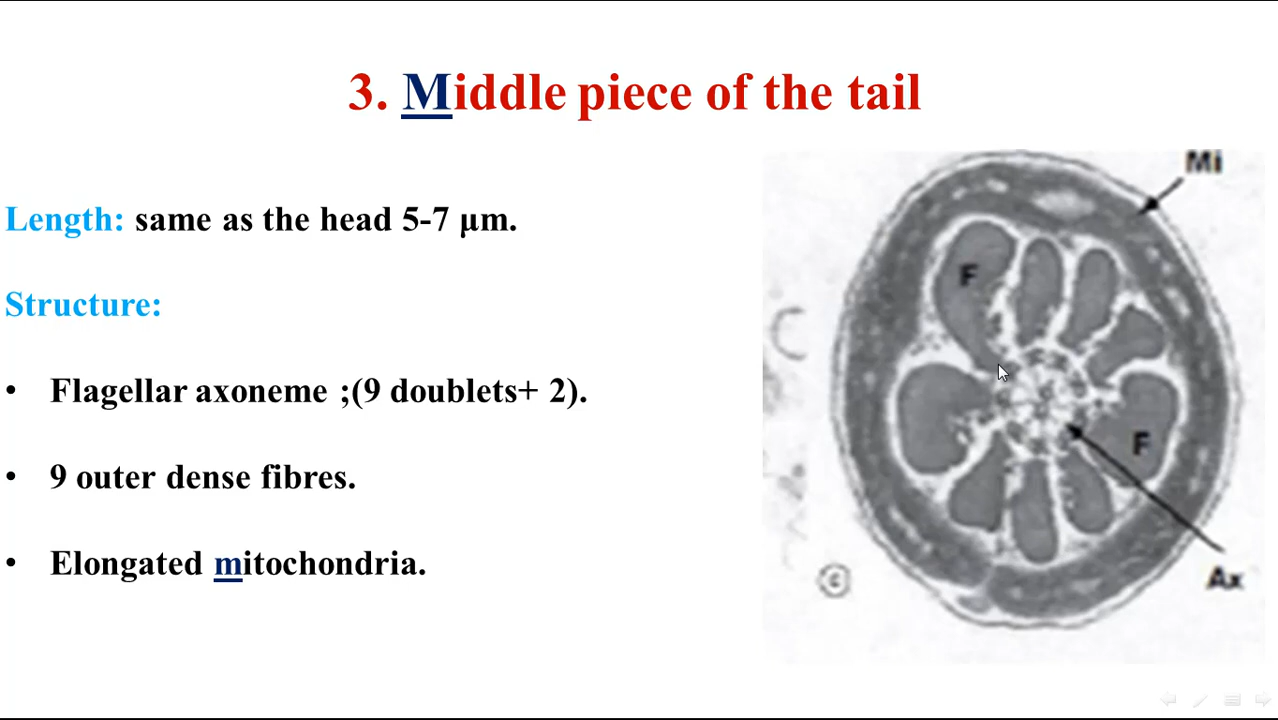 3. Middle piece of the tail
Length: same as the head 5-7 μm.
Structure:
• Flagellar axoneme ;(9 doublets+ 2).
• 9 outer dense fibres.
• Elongated mitochondria.
Mi
F
F
Ax
c